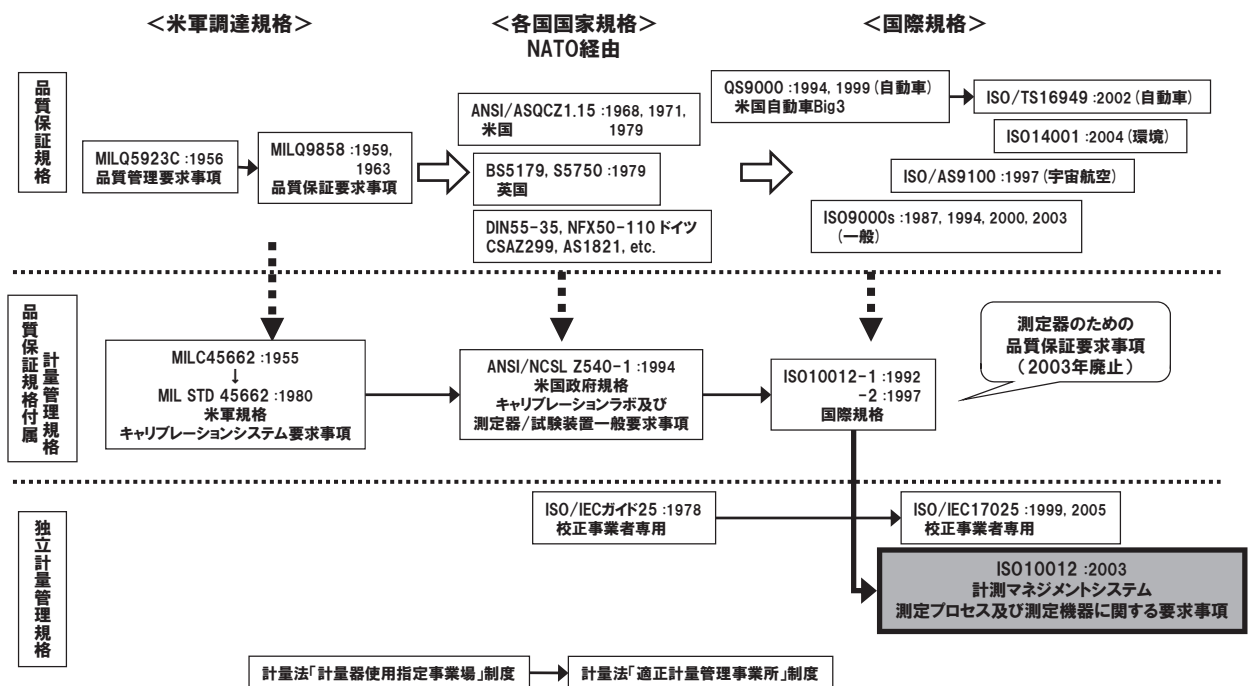 ＜米軍調達規格＞
＜各国国家規格＞
NATO経由
＜国際規格＞
品質保証規格
MILQ5923C :1956
品質管理要求事項
MILQ9858 :1959,
1963
品質保証要求事項
ANSI/ASQCZ1.15 :1968, 1971,
米国 1979
BS5179, S5750 :1979
英国
DIN55-35, NFX50-110 ドイツ
CSAZ299, AS1821, etc.
QS9000 :1994, 1999 (自動車)
米国自動車Big3
ISO/TS16949 :2002 (自動車)
ISO14001 :2004 (環境)
ISO/AS9100 :1997 (宇宙航空)
ISO9000s :1987, 1994, 2000, 2003
(一般)
品質保証規格付属
計量管理規格
MILC45662 :1955
↓
MIL STD 45662 :1980
米軍規格
キャリブレーションシステム要求事項
ANSI/NCSL Z540-1 :1994
米国政府規格
キャリブレーションラボ及び
測定器/試験装置一般要求事項
ISO10012-1 :1992
-2 :1997
国際規格
測定器のための
品質保証要求事項
（2003年廃止）
独立計量管理規格
ISO/IECガイド25 :1978
校正事業者専用
ISO/IEC17025 :1999, 2005
校正事業者専用
ISO10012 :2003
計測マネジメントシステム
測定プロセス及び測定機器に関する要求事項
計量法「計量器使用指定事業場」制度
計量法「適正計量管理事業所」制度